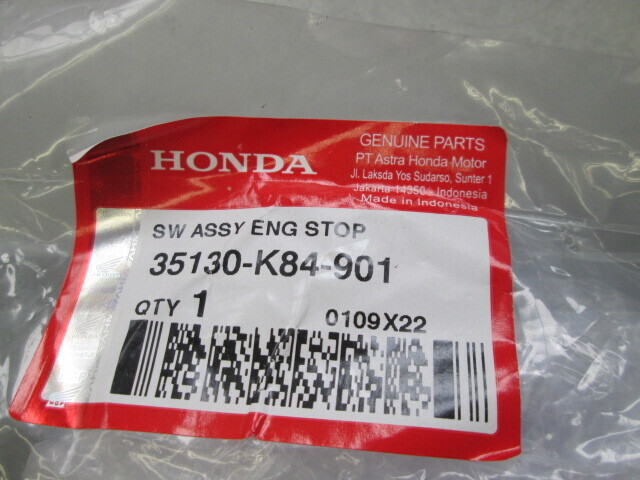 HONDA
GENUINE PARTS
PT Astra Honda Motor
Jl. Laksda Yos Sudarso, Sunter 1
Jakarta 14350 - Indonesia
Made in Indonesia
SW ASSY ENG STOP
35130-K84-901
QTY 1
0109X22